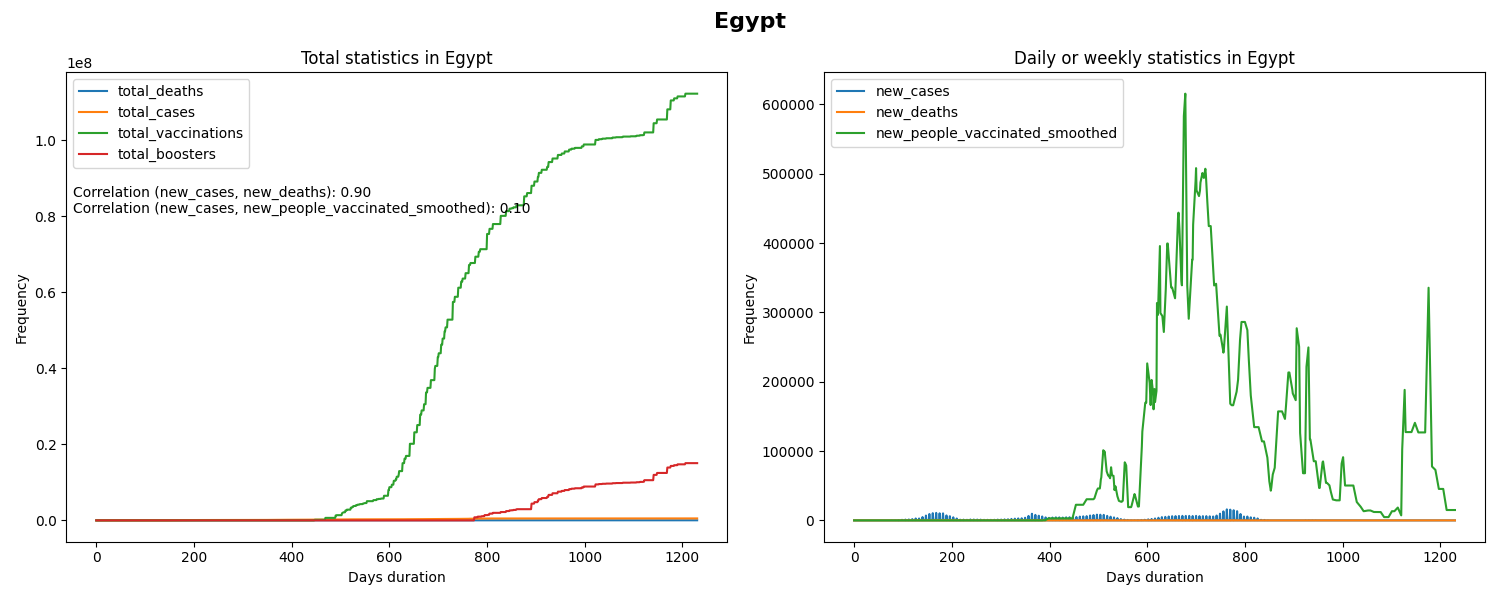 Egypt
Total statistics in Egypt
1e8
total_deaths
total_cases
total_vaccinations
total_boosters
Correlation (new_cases, new_deaths): 0.90
Correlation (new_cases, new_people_vaccinated_smoothed): 0.10
Frequency
1.0
0.8
0.6
0.4
0.2
0.0
0 200 400 600 800 1000 1200
Days duration
Daily or weekly statistics in Egypt
new_cases
new_deaths
new_people_vaccinated_smoothed
Frequency
600000
500000
400000
300000
200000
100000
0
0 200 400 600 800 1000 1200
Days duration